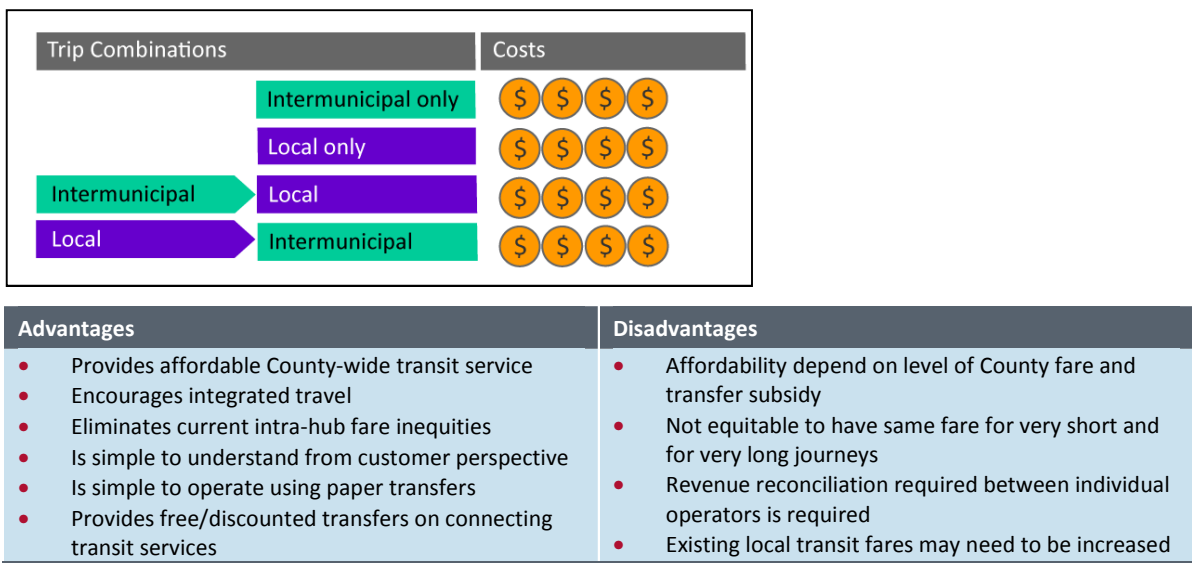 Trip Combinations Costs
Intermunicipal only $ $ $ $
Local only $ $ $ $
Intermunicipal Local $ $ $ $
Local Intermunicipal $ $ $ $
Advantages
• Provides affordable County-wide transit service
• Encourages integrated travel
• Eliminates current intra-hub fare inequities
• Is simple to understand from customer perspective
• Is simple to operate using paper transfers
• Provides free/discounted transfers on connecting
transit services
Disadvantages
• Affordability depend on level of County fare and
transfer subsidy
• Not equitable to have same fare for very short and
for very long journeys
• Revenue reconciliation required between individual
operators is required
• Existing local transit fares may need to be increased